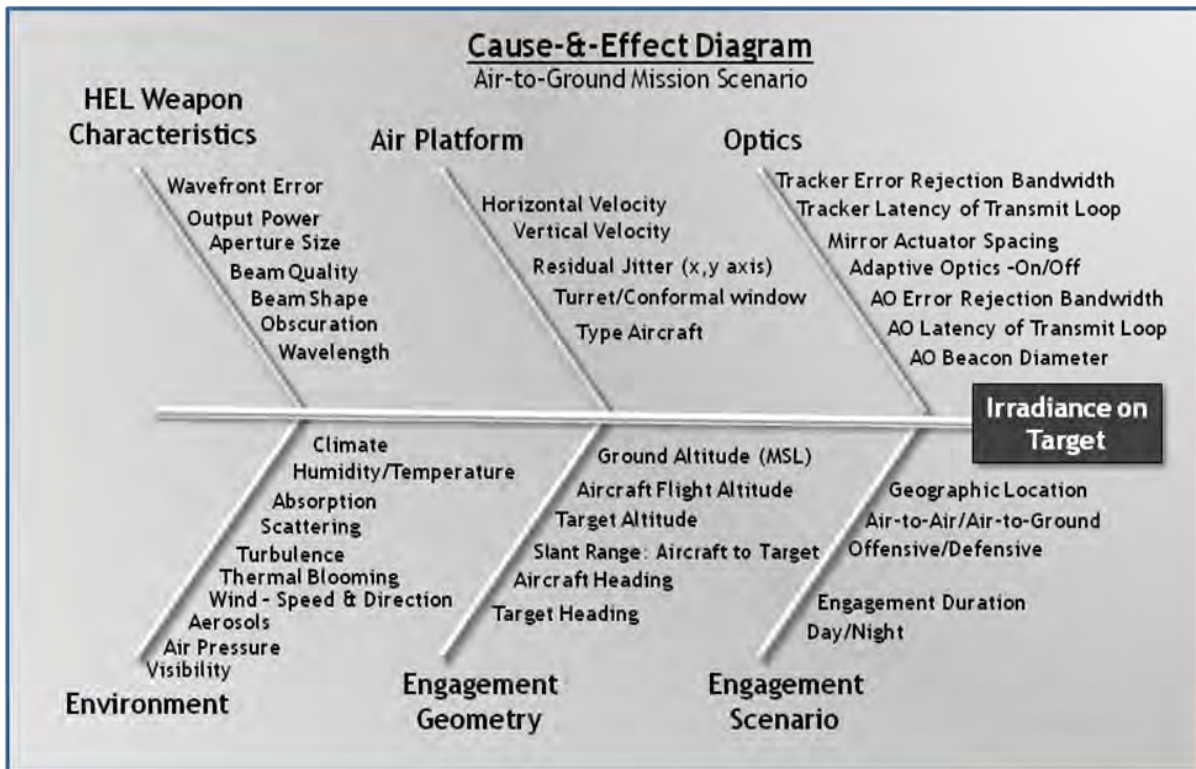 Cause-&-Effect Diagram
Air-to-Ground Mission Scenario
HEL Weapon
Characteristics
Wavefront Error
Output Power
Aperture Size
Beam Quality
Beam Shape
Obscuration
Wavelength
Air Platform
Horizontal Velocity
Vertical Velocity
Residual Jitter (x,y axis)
Turret/Conformal window
Type Aircraft
Optics
Tracker Error Rejection Bandwidth
Tracker Latency of Transmit Loop
Mirror Actuator Spacing
Adaptive Optics -On/Off
AO Error Rejection Bandwidth
AO Latency of Transmit Loop
AO Beacon Diameter
Irradiance on
Target
Climate
Humidity/Temperature
Absorption
Scattering
Turbulence
Thermal Blooming
Wind - Speed & Direction
Aerosols
Air Pressure
Visibility
Environment
Ground Altitude (MSL)
Aircraft Flight Altitude
Target Altitude
Slant Range: Aircraft to Target
Aircraft Heading
Target Heading
Engagement
Geometry
Geographic Location
Air-to-Air/Air-to-Ground
Offensive/Defensive
Engagement Duration
Day/Night
Engagement
Scenario